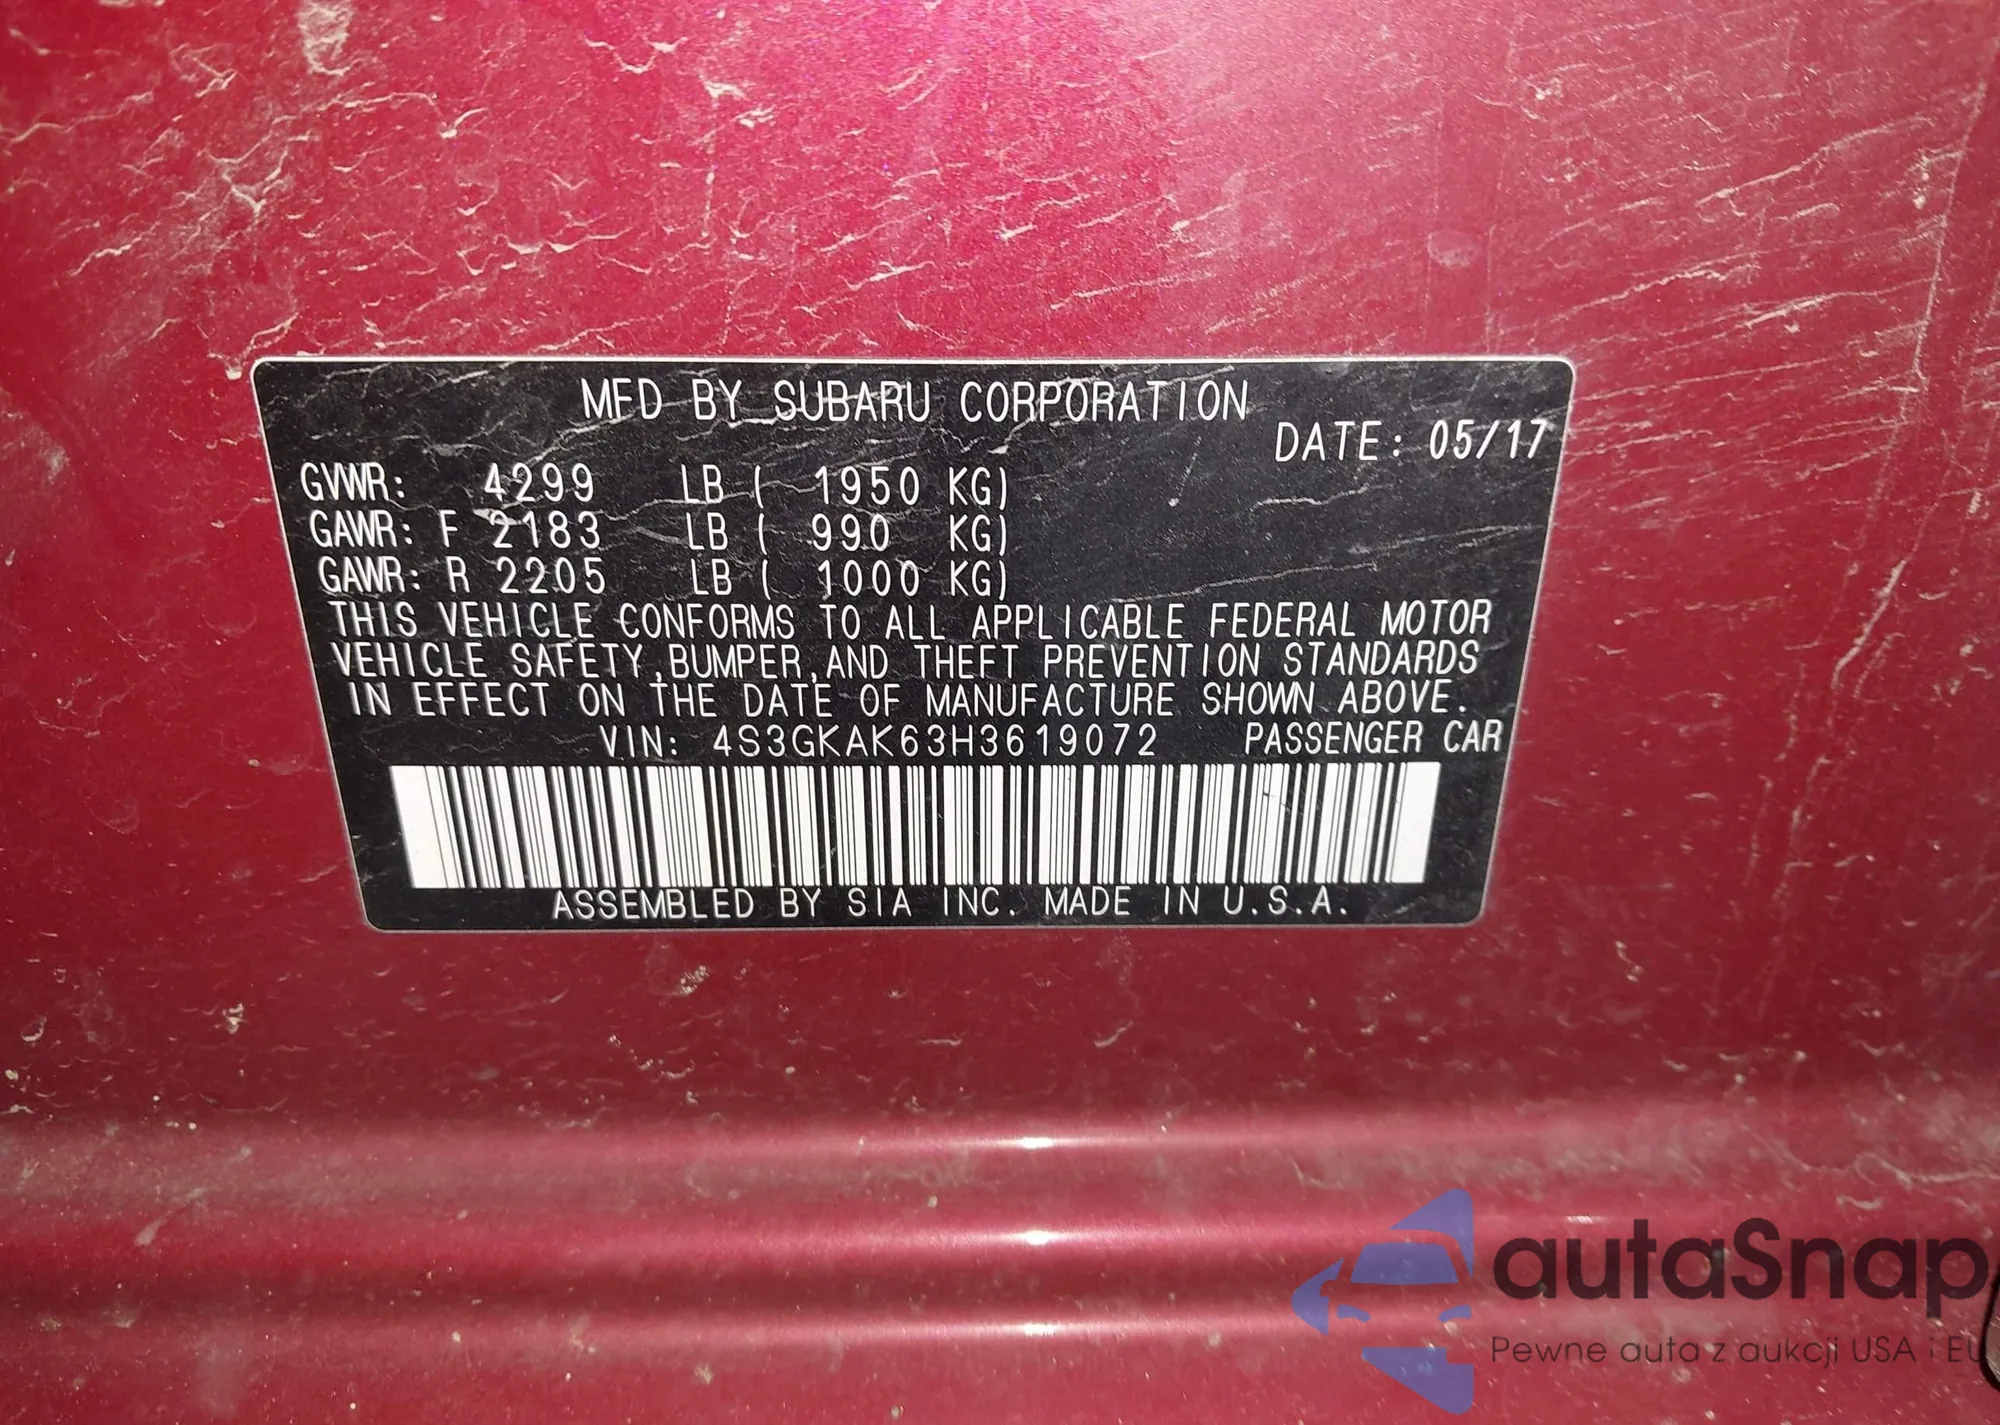 MFD BY SUBARU CORPORATION
DATE: 05/17
GVWR: 4299 LB ( 1950 KG)
GAWR: F 2183 LB ( 990 KG)
GAWR: R 2205 LB ( 1000 KG)
THIS VEHICLE CONFORMS TO ALL APPLICABLE FEDERAL MOTOR
VEHICLE SAFETY,BUMPER,AND THEFT PREVENTION STANDARDS
IN EFFECT ON THE DATE OF MANUFACTURE SHOWN ABOVE.
VIN: 4S3GKAK63H3619072 PASSENGER CAR
ASSEMBLED BY SIA INC. MADE IN U.S.A.
autaSnap
Pewne auta z aukcji USA i EU